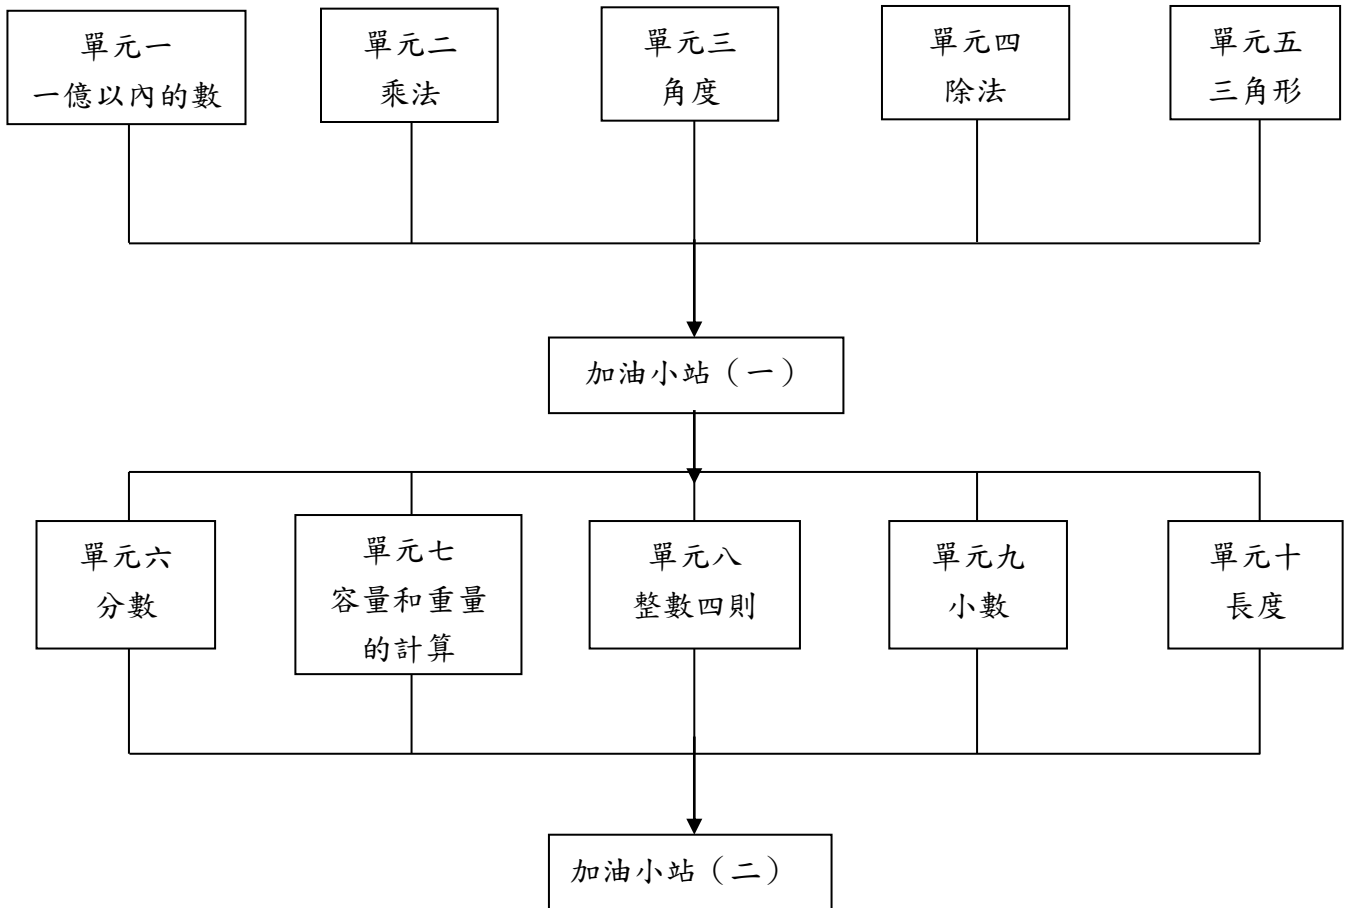 單元一
一億以內的數
單元二
乘法
單元三
角度
單元四
除法
單元五
三角形
加油小站（一）
單元六
分數
單元七
容量和重量
的計算
單元八
整數四則
單元九
小數
單元十
長度
加油小站（二）